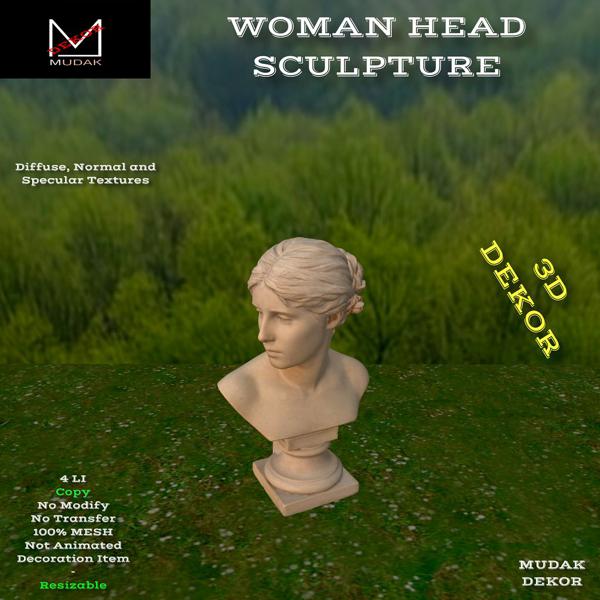 DEKOR
MUDAK
WOMAN HEAD
SCULPTURE
Diffuse, Normal and
Specular Textures
3D
DEKOR
4 LI
Copy
No Modify
No Transfer
100% MESH
Not Animated
Decoration Item
-
Resizable
MUDAK
DEKOR